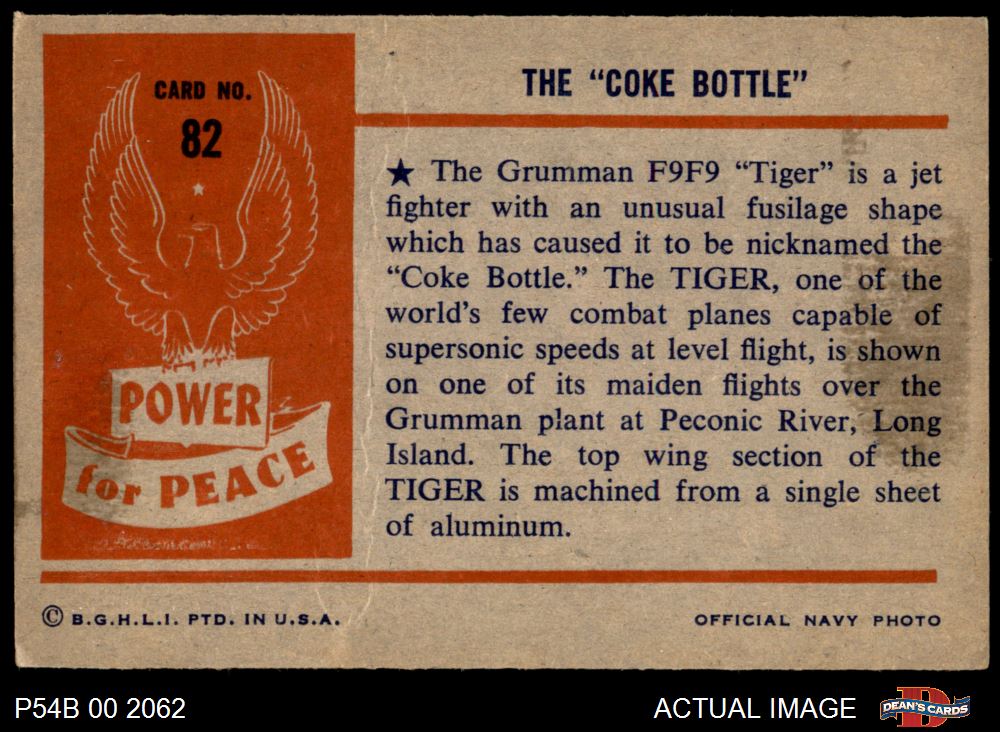 CARD NO.
82
POWER
for PEACE
THE "COKE BOTTLE"
★ The Grumman F9F9 "Tiger" is a jet
fighter with an unusual fusilage shape
which has caused it to be nicknamed the
"Coke Bottle." The TIGER, one of the
world's few combat planes capable of
supersonic speeds at level flight, is shown
on one of its maiden flights over the
Grumman plant at Peconic River, Long
Island. The top wing section of the
TIGER is machined from a single sheet
of aluminum.
© B.G.H.L.I. PTD. IN U.S.A.
OFFICIAL NAVY PHOTO
P54B 00 2062
ACTUAL IMAGE
D
DEAN'S CARDS